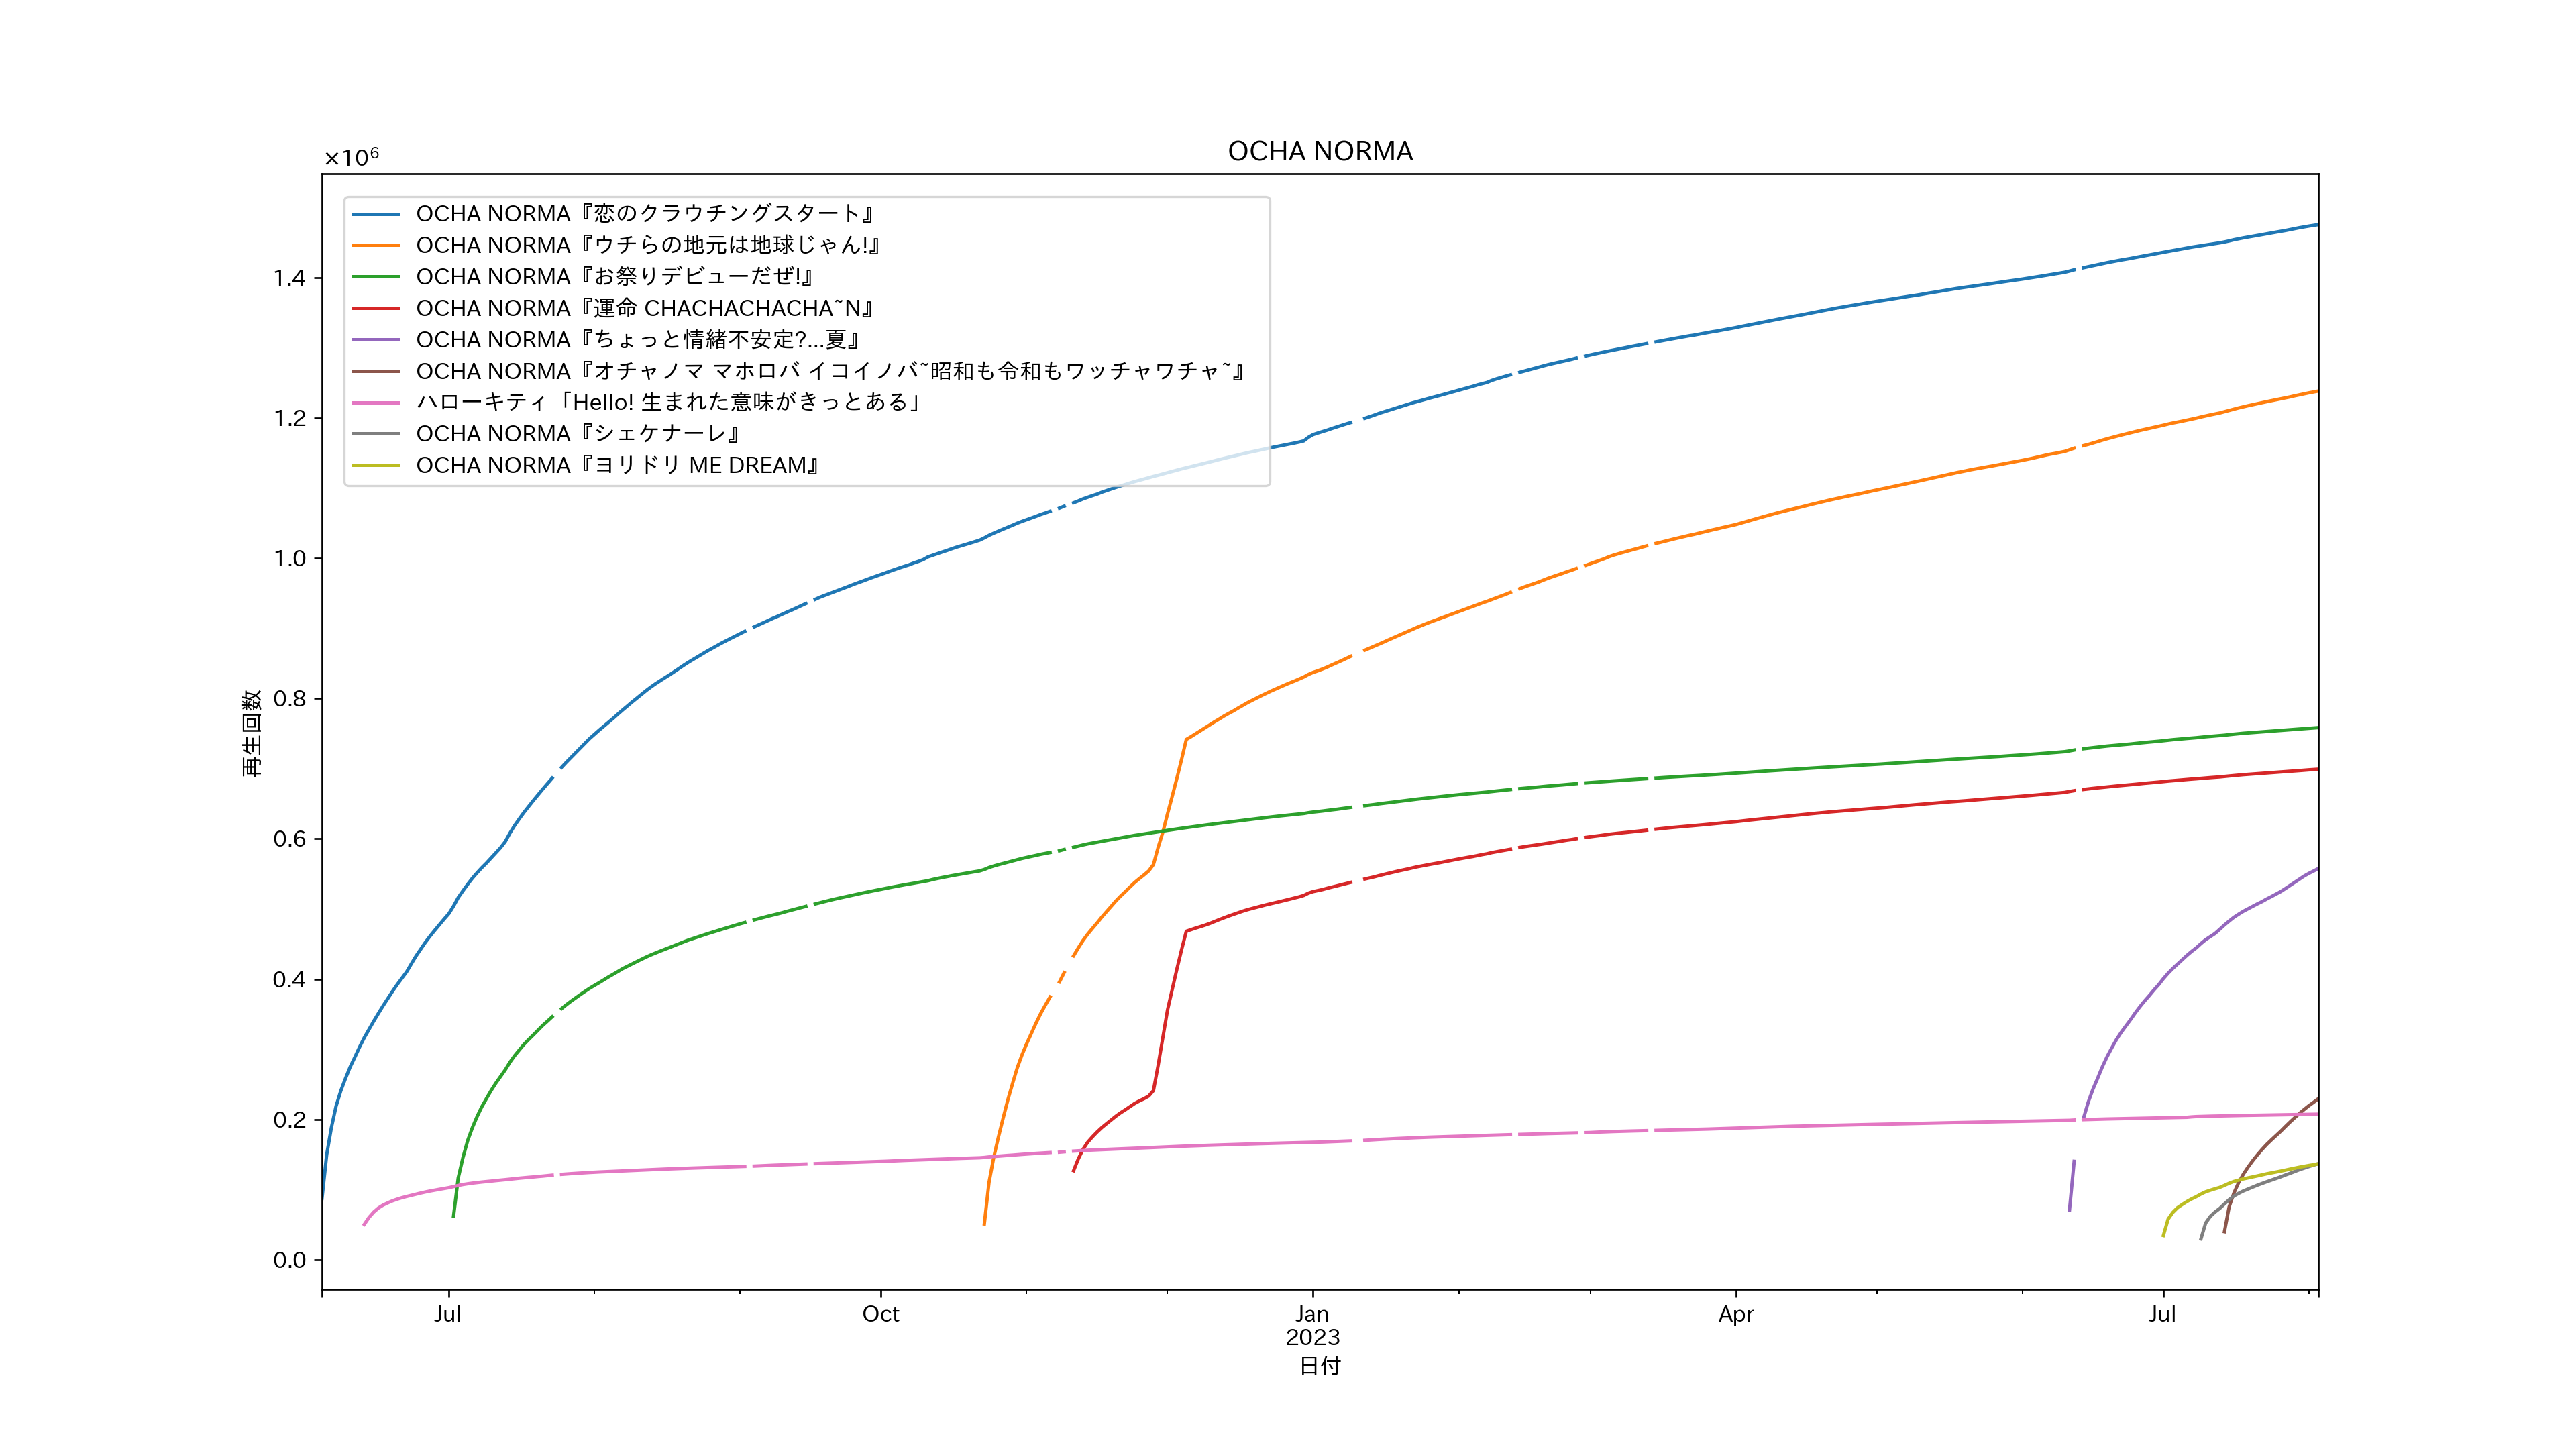 OCHA NORMA
×10⁶
OCHA NORMA『恋のクラウチングスタート』
OCHA NORMA『ウチらの地元は地球じゃん!』
OCHA NORMA『お祭りデビューだぜ!』
OCHA NORMA『運命 CHACHACHACHA~N』
OCHA NORMA『ちょっと情緒不安定?...夏』
OCHA NORMA『オチャノマ マホロバ イコイノバ~昭和も令和もワッチャワチャ~』
ハローキティ「Hello! 生まれた意味がきっとある」
OCHA NORMA『シェケナーレ』
OCHA NORMA『ヨリドリ ME DREAM』
1.4
1.2
1.0
0.8
0.6
0.4
0.2
0.0
再生回数
Jul Oct Jan Apr Jul
2023
日付